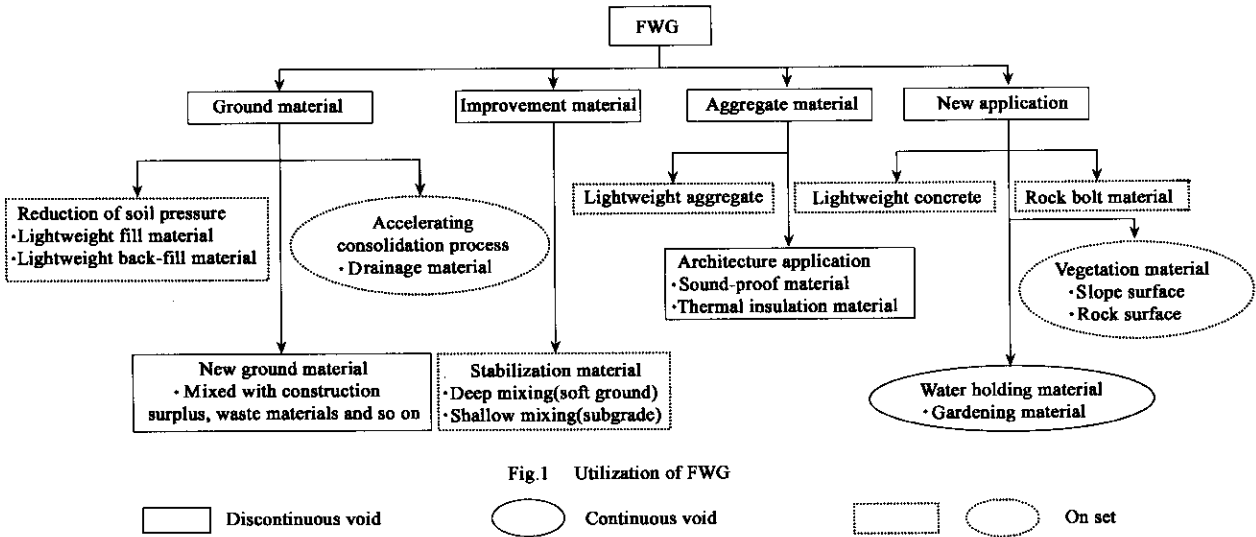 FWG
Ground material
Improvement material
Aggregate material
New application
Reduction of soil pressure
・Lightweight fill material
・Lightweight back-fill material
Accelerating
consolidation process
・Drainage material
Lightweight aggregate
Lightweight concrete
Rock bolt material
Architecture application
・Sound-proof material
・Thermal insulation material
Vegetation material
・Slope surface
・Rock surface
New ground material
・Mixed with construction
surplus, waste materials and so on
Stabilization material
・Deep mixing(soft ground)
・Shallow mixing(subgrade)
Water holding material
・Gardening material
Fig.1 Utilization of FWG
Discontinuous void
Continuous void
On set